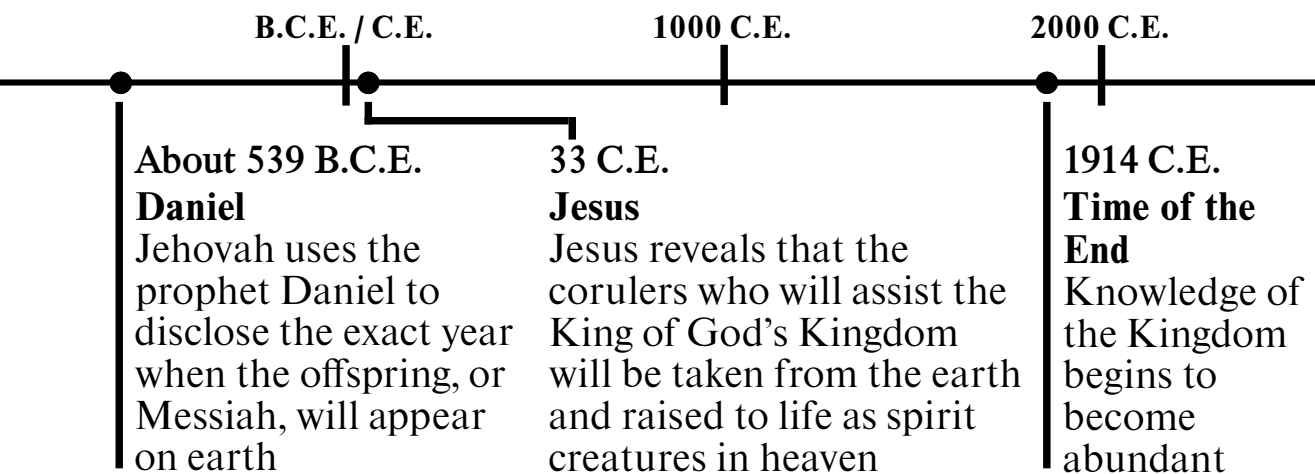 B.C.E. / C.E.
1000 C.E.
2000 C.E.
About 539 B.C.E.
Daniel
Jehovah uses the
prophet Daniel to
disclose the exact year
when the offspring, or
Messiah, will appear
on earth
33 C.E.
Jesus
Jesus reveals that the
corulers who will assist the
King of God’s Kingdom
will be taken from the earth
and raised to life as spirit
creatures in heaven
1914 C.E.
Time of the
End
Knowledge of
the Kingdom
begins to
become
abundant